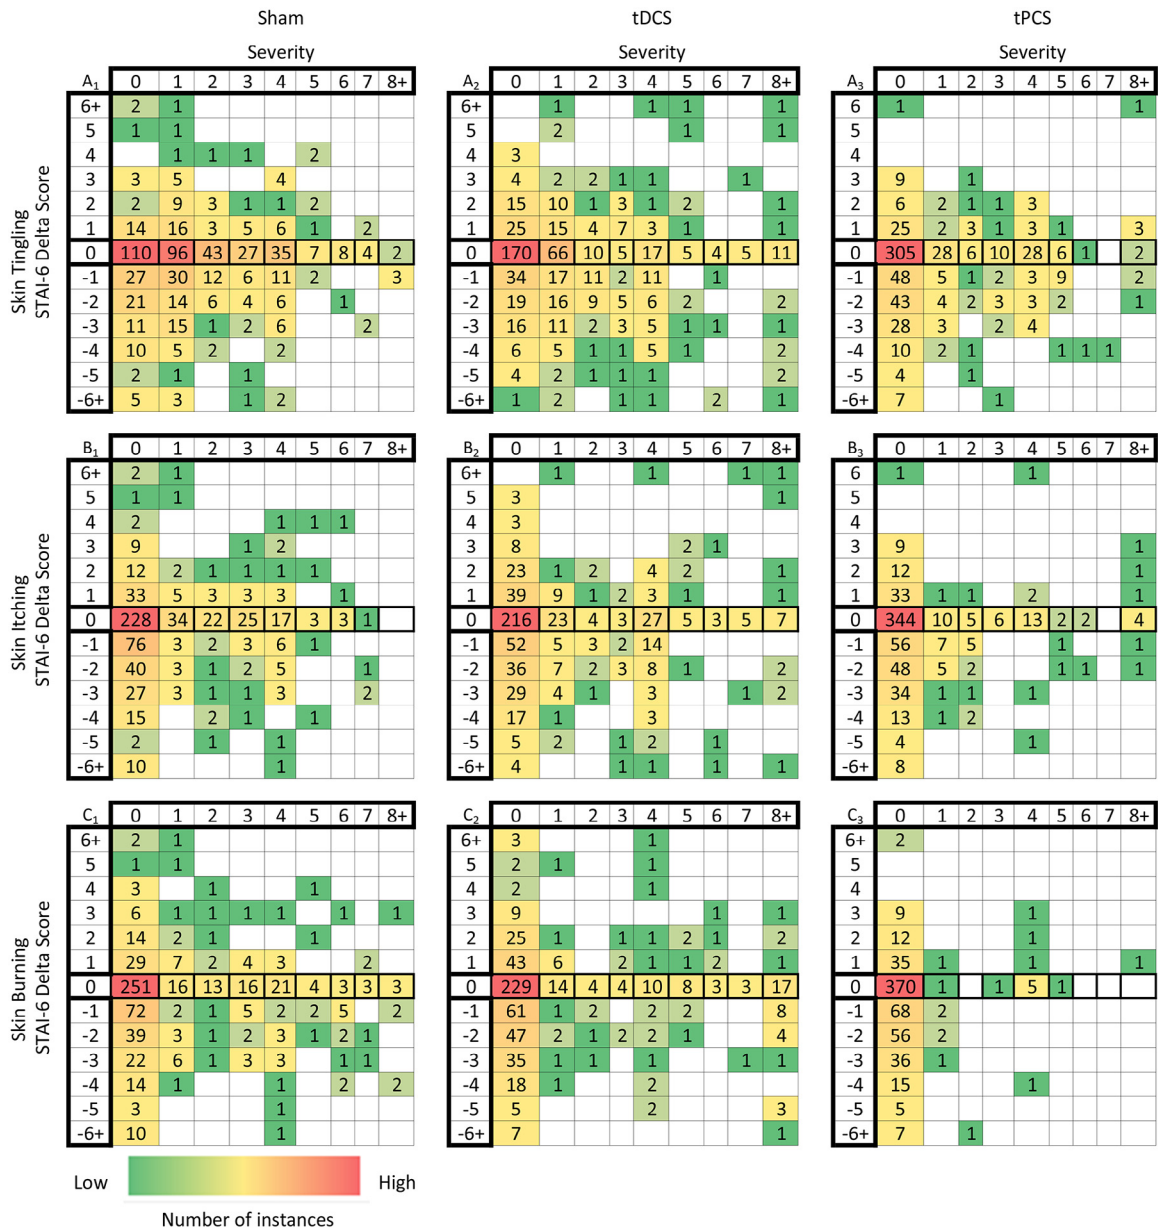 Sham tDCS tPCS
Severity Severity Severity
Skin Tingling
STAI-6 Delta Score
A1 0 1 2 3 4 5 6 7 8+
6+ 2 1
5 1 1
4 1 1 1 2
3 3 5 4
2 2 9 3 1 1 2
1 14 16 3 5 6 1 2
0 110 96 43 27 35 7 8 4 2
-1 27 30 12 6 11 2 3
-2 21 14 6 4 6 1
-3 11 15 1 2 6 2
-4 10 5 2 2
-5 2 1 1
-6+ 5 3 1 2
A2 0 1 2 3 4 5 6 7 8+
6+ 1 1 1 1
5 2 1 1
4 3
3 4 2 2 1 1 1
2 15 10 1 3 1 2 1
1 25 15 4 7 3 1 1
0 170 66 10 5 17 5 4 5 11
-1 34 17 11 2 11 1
-2 19 16 9 5 6 2 2
-3 16 11 2 3 5 1 1 1
-4 6 5 1 1 5 1 2
-5 4 2 1 1 1 2
-6+ 1 2 1 1 2 1
A3 0 1 2 3 4 5 6 7 8+
6 1 1
5
4
3 9 1
2 6 2 1 1 3
1 25 2 3 1 3 1 3
0 305 28 6 10 28 6 1 2
-1 48 5 1 2 3 9 2
-2 43 4 2 3 3 2 1
-3 28 3 2 4
-4 10 2 1 1 1 1
-5 4 1
-6+ 7 1
Skin Itching
STAI-6 Delta Score
B1 0 1 2 3 4 5 6 7 8+
6+ 2 1
5 1 1
4 2 1 1 1
3 9 1 2
2 12 2 1 1 1 1
1 33 5 3 3 3 1
0 228 34 22 25 17 3 3 1
-1 76 3 2 3 6 1
-2 40 3 1 2 5 1
-3 27 3 1 1 3 2
-4 15 2 1 1
-5 2 1 1
-6+ 10 1
B2 0 1 2 3 4 5 6 7 8+
6+ 1 1 1 1
5 3 1
4 3
3 8 2 1
2 23 1 2 4 2 1
1 39 9 1 2 3 1 1
0 216 23 4 3 27 5 3 5 7
-1 52 5 3 2 14
-2 36 7 2 3 8 1 2
-3 29 4 1 3 1 2
-4 17 1 3
-5 5 2 1 2 1
-6+ 4 1 1 1 1
B3 0 1 2 3 4 5 6 7 8+
6 1 1
5
4
3 9 1
2 12 1
1 33 1 1 2 1
0 344 10 5 6 13 2 2 4
-1 56 7 5 1 1
-2 48 5 2 1 1 1
-3 34 1 1 1
-4 13 1 2
-5 4 1
-6+ 8
Skin Burning
STAI-6 Delta Score
C1 0 1 2 3 4 5 6 7 8+
6+ 2 1
5 1 1
4 3 1 1
3 6 1 1 1 1 1 1
2 14 2 1 1
1 29 7 2 4 3 2
0 251 16 13 16 21 4 3 3 3
-1 72 2 1 5 2 2 5 2
-2 39 3 1 2 3 1 2 1
-3 22 6 1 3 3 1 1
-4 14 1 1 2 2
-5 3 1
-6+ 10 1
C2 0 1 2 3 4 5 6 7 8+
6+ 3 1
5 2 1 1
4 2 1
3 9 1 1
2 25 1 1 1 2 1 2
1 43 6 2 1 1 2 1
0 229 14 4 4 10 8 3 3 17
-1 61 1 2 2 2 8
-2 47 2 1 2 2 1 4
-3 35 1 1 1 1 1
-4 18 1 2
-5 5 2 3
-6+ 7 1
C3 0 1 2 3 4 5 6 7 8+
6+ 2
5
4
3 9 1
2 12 1
1 35 1 1 1
0 370 1 1 5 1
-1 68 2
-2 56 2
-3 36 1
-4 15 1
-5 5
-6+ 7 1
Low High
Number of instances